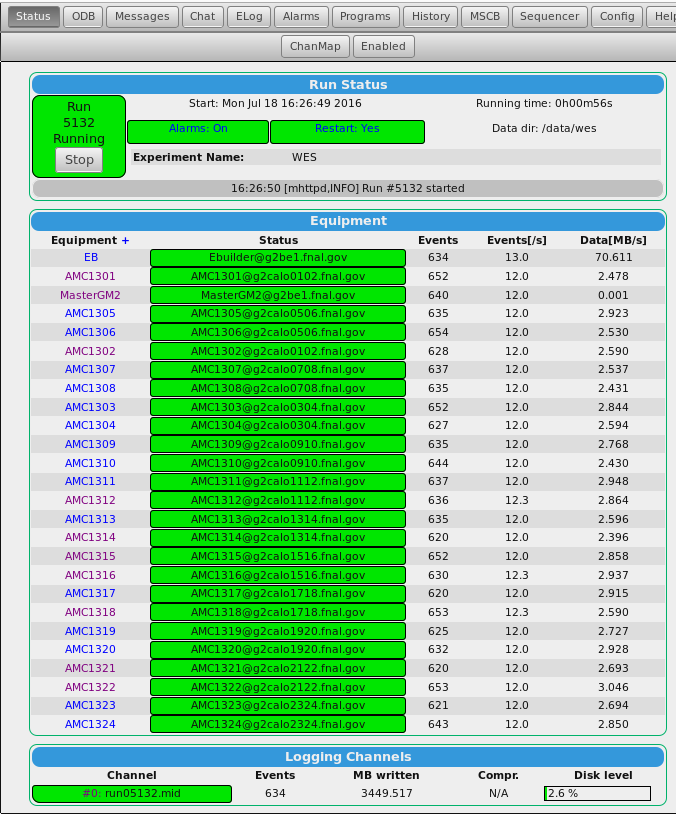 Status ODB Messages Chat ELog Alarms Programs History MSCB Sequencer Config Help
ChanMap Enabled
Run Status
Run
5132
Running
Stop
Start: Mon Jul 18 16:26:49 2016 Running time: 0h00m56s
Alarms: On Restart: Yes Data dir: /data/wes
Experiment Name: WES
16:26:50 [mhttpd,INFO] Run #5132 started
Equipment
Equipment + Status Events Events[/s] Data[MB/s]
EB Ebuilder@g2be1.fnal.gov 634 13.0 70.611
AMC1301 AMC1301@g2calo0102.fnal.gov 652 12.0 2.478
MasterGM2 MasterGM2@g2be1.fnal.gov 640 12.0 0.001
AMC1305 AMC1305@g2calo0506.fnal.gov 635 12.0 2.923
AMC1306 AMC1306@g2calo0506.fnal.gov 654 12.0 2.530
AMC1302 AMC1302@g2calo0102.fnal.gov 628 12.0 2.590
AMC1307 AMC1307@g2calo0708.fnal.gov 637 12.0 2.537
AMC1308 AMC1308@g2calo0708.fnal.gov 635 12.0 2.431
AMC1303 AMC1303@g2calo0304.fnal.gov 652 12.0 2.844
AMC1304 AMC1304@g2calo0304.fnal.gov 627 12.0 2.594
AMC1309 AMC1309@g2calo0910.fnal.gov 635 12.0 2.768
AMC1310 AMC1310@g2calo0910.fnal.gov 644 12.0 2.430
AMC1311 AMC1311@g2calo1112.fnal.gov 637 12.0 2.948
AMC1312 AMC1312@g2calo1112.fnal.gov 636 12.3 2.864
AMC1313 AMC1313@g2calo1314.fnal.gov 635 12.0 2.596
AMC1314 AMC1314@g2calo1314.fnal.gov 620 12.0 2.396
AMC1315 AMC1315@g2calo1516.fnal.gov 652 12.0 2.858
AMC1316 AMC1316@g2calo1516.fnal.gov 630 12.3 2.937
AMC1317 AMC1317@g2calo1718.fnal.gov 620 12.0 2.915
AMC1318 AMC1318@g2calo1718.fnal.gov 653 12.3 2.590
AMC1319 AMC1319@g2calo1920.fnal.gov 625 12.0 2.727
AMC1320 AMC1320@g2calo1920.fnal.gov 632 12.0 2.928
AMC1321 AMC1321@g2calo2122.fnal.gov 620 12.0 2.693
AMC1322 AMC1322@g2calo2122.fnal.gov 653 12.0 3.046
AMC1323 AMC1323@g2calo2324.fnal.gov 621 12.0 2.694
AMC1324 AMC1324@g2calo2324.fnal.gov 643 12.0 2.850
Logging Channels
Channel Events MB written Compr. Disk level
#0: run05132.mid 634 3449.517 N/A 2.6 %